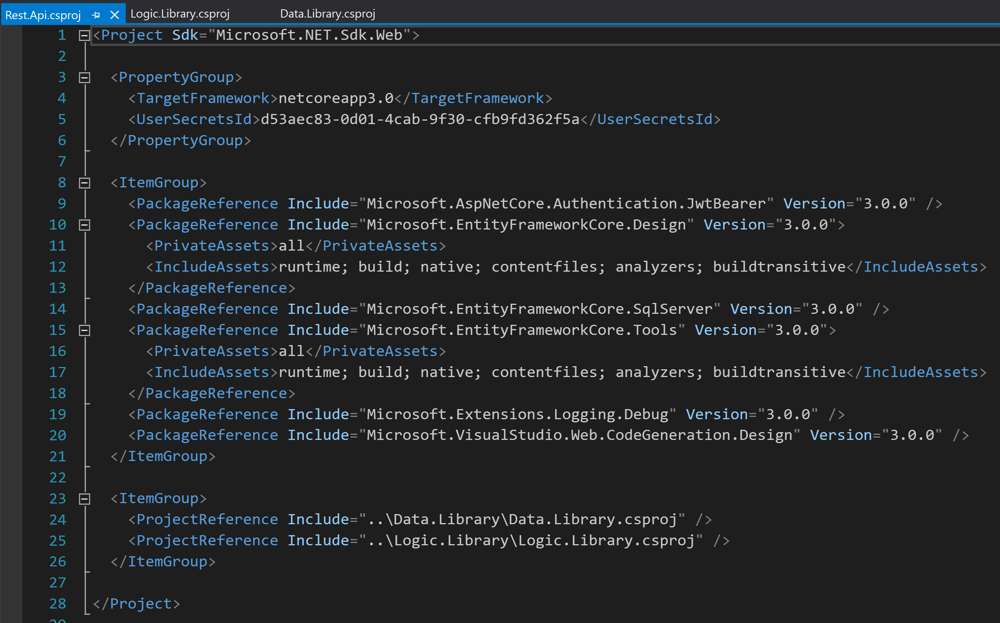 Rest.Api.csproj Logic.Library.csproj Data.Library.csproj
1 <Project Sdk="Microsoft.NET.Sdk.Web">
2
3 <PropertyGroup>
4 <TargetFramework>netcoreapp3.0</TargetFramework>
5 <UserSecretsId>d53aec83-0d01-4cab-9f30-cfb9fd362f5a</UserSecretsId>
6 </PropertyGroup>
7
8 <ItemGroup>
9 <PackageReference Include="Microsoft.AspNetCore.Authentication.JwtBearer" Version="3.0.0" />
10 <PackageReference Include="Microsoft.EntityFrameworkCore.Design" Version="3.0.0">
11 <PrivateAssets>all</PrivateAssets>
12 <IncludeAssets>runtime; build; native; contentfiles; analyzers; buildtransitive</IncludeAssets>
13 </PackageReference>
14 <PackageReference Include="Microsoft.EntityFrameworkCore.SqlServer" Version="3.0.0" />
15 <PackageReference Include="Microsoft.EntityFrameworkCore.Tools" Version="3.0.0">
16 <PrivateAssets>all</PrivateAssets>
17 <IncludeAssets>runtime; build; native; contentfiles; analyzers; buildtransitive</IncludeAssets>
18 </PackageReference>
19 <PackageReference Include="Microsoft.Extensions.Logging.Debug" Version="3.0.0" />
20 <PackageReference Include="Microsoft.VisualStudio.Web.CodeGeneration.Design" Version="3.0.0" />
21 </ItemGroup>
22
23 <ItemGroup>
24 <ProjectReference Include="..\Data.Library\Data.Library.csproj" />
25 <ProjectReference Include="..\Logic.Library\Logic.Library.csproj" />
26 </ItemGroup>
27
28 </Project>
29